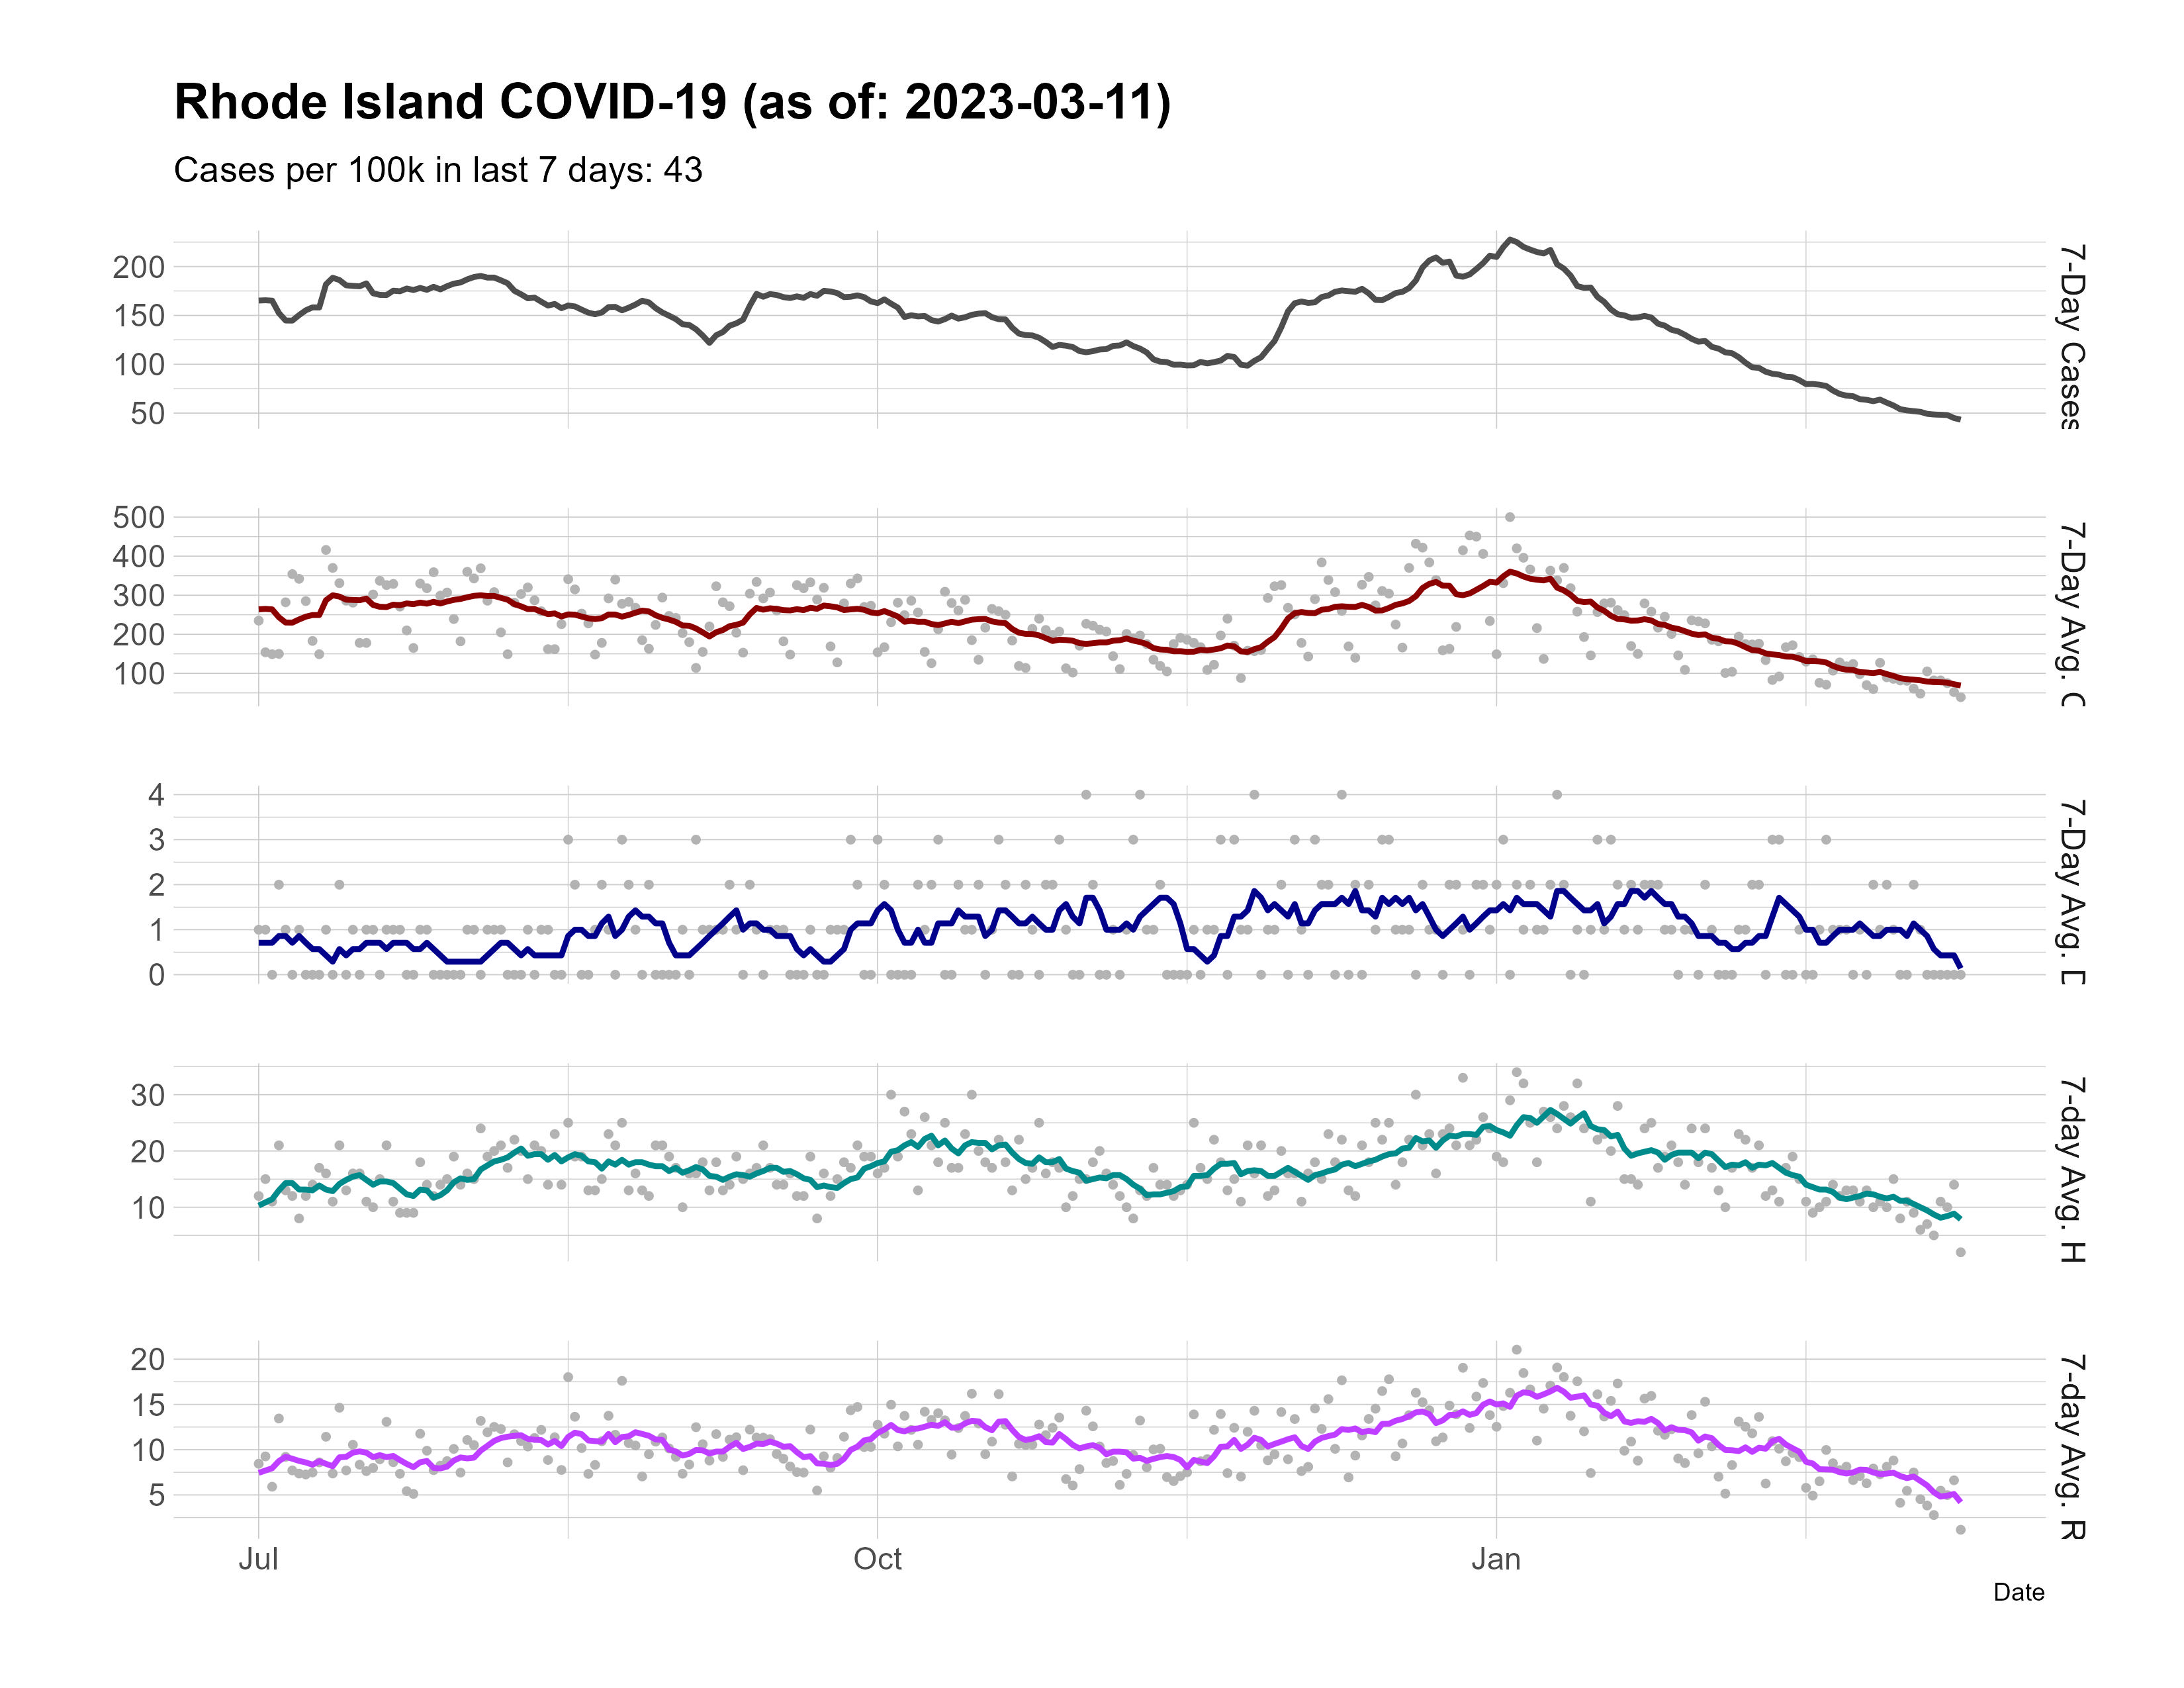 Rhode Island COVID-19 (as of: 2023-03-11)
Cases per 100k in last 7 days: 43
200
150
100
50
7-Day Cases
500
400
300
200
100
7-Day Avg. C
4
3
2
1
0
7-Day Avg.
30
20
10
7-day Avg. H
20
15
10
5
7-day Avg. R
Jul
Oct
Jan
Date